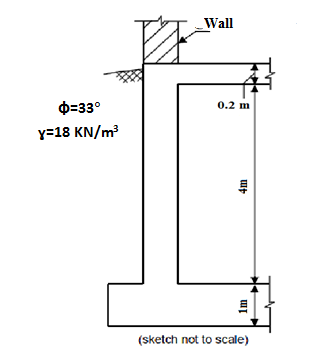 Wall
Φ=33°
0.2 m
γ=18 KN/m³
4m
1m
(sketch not to scale)